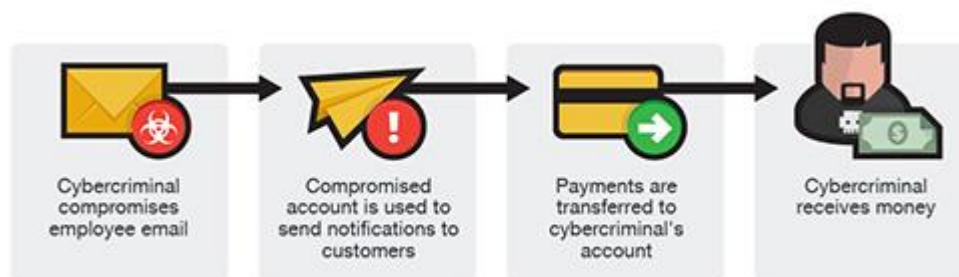 Cybercriminal
compromises
employee email
Compromised
account is used to
send notifications to
customers
Payments are
transferred to
cybercriminal's
account
Cybercriminal
receives money